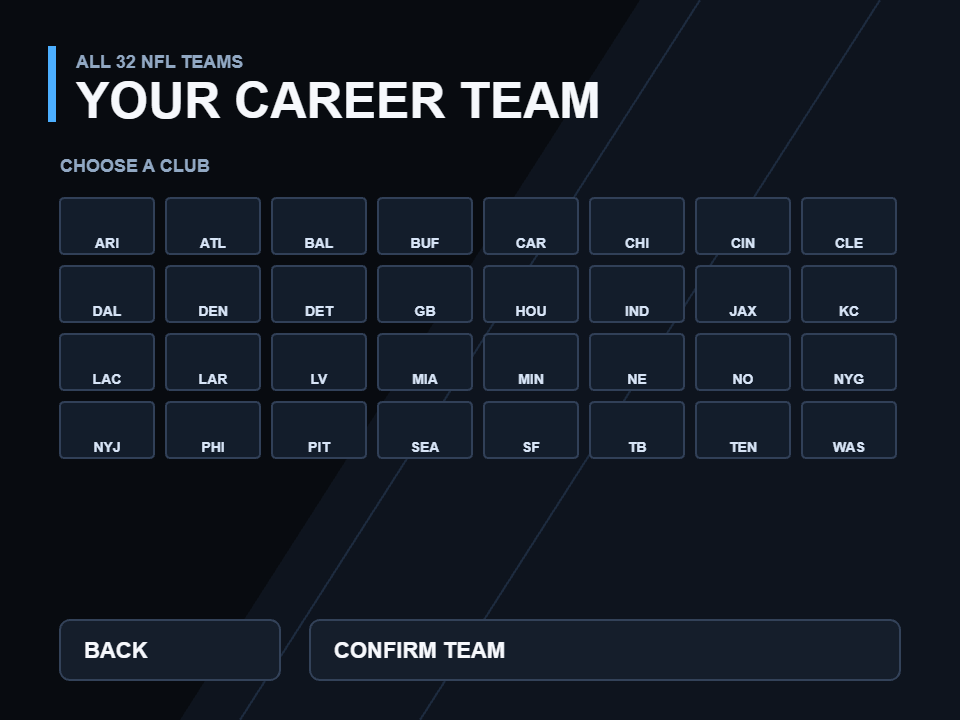 ALL 32 NFL TEAMS
YOUR CAREER TEAM
CHOOSE A CLUB
ARI ATL BAL BUF CAR CHI CIN CLE
DAL DEN DET GB HOU IND JAX KC
LAC LAR LV MIA MIN NE NO NYG
NYJ PHI PIT SEA SF TB TEN WAS
BACK CONFIRM TEAM